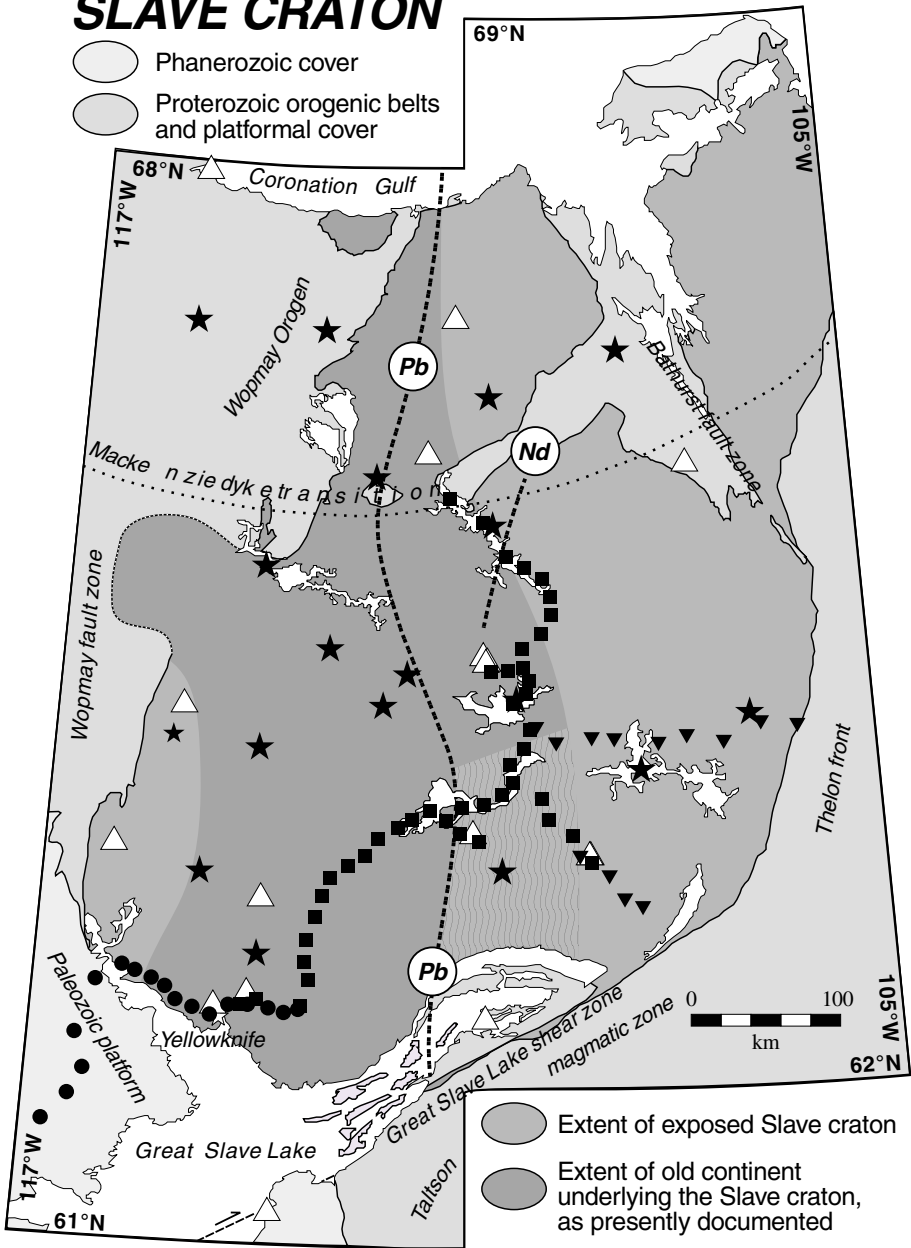 SLAVE CRATON
Phanerozoic cover
Proterozoic orogenic belts
and platformal cover
69°N
105°W
68°N
117°W
Coronation Gulf
Wopmay Orogen
Pb
Bathurst fault zone
Nd
Mackenzie dyke transition
Wopmay fault zone
Thelon front
Paleozoic platform
Pb
Yellowknife
Great Slave Lake shear zone
magmatic zone
0 100
km
105°W
62°N
Great Slave Lake
Taltson
117°W
61°N
Extent of exposed Slave craton
Extent of old continent
underlying the Slave craton,
as presently documented